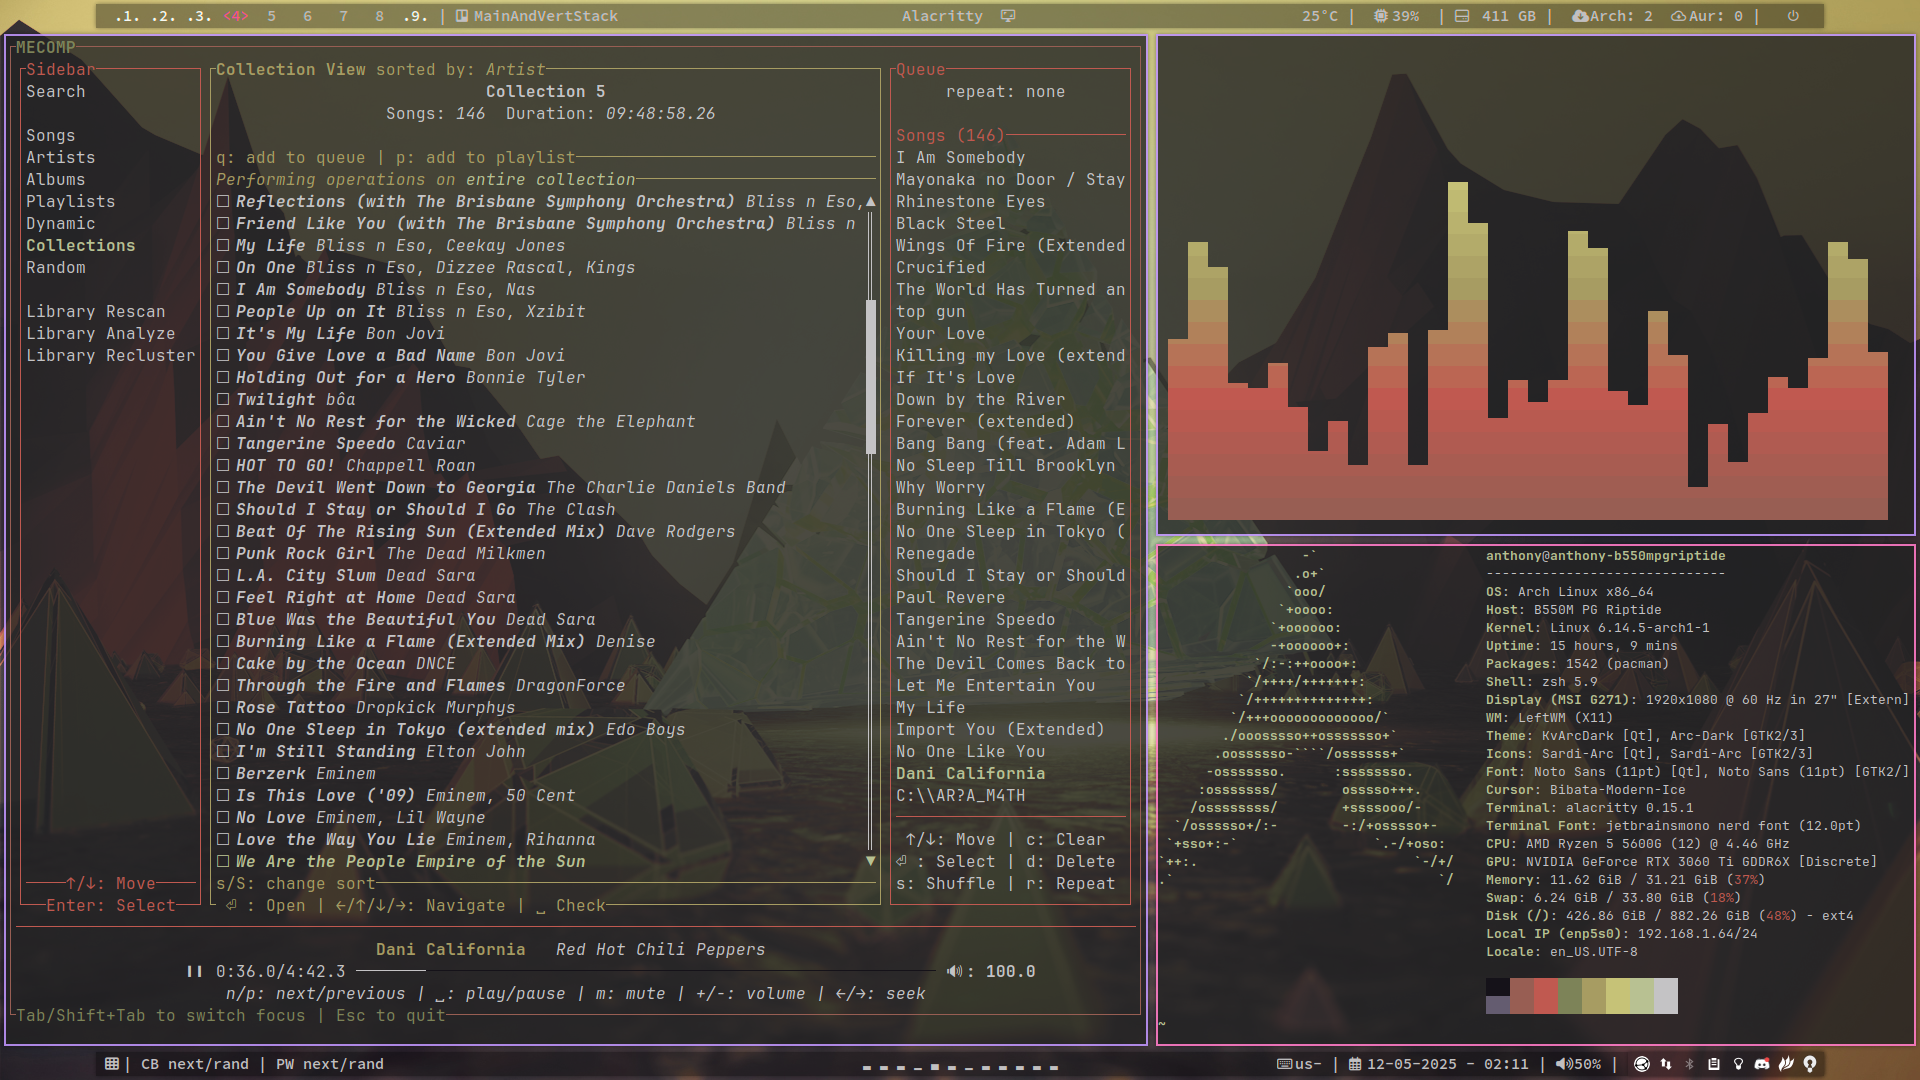 .1. .2. .3. <4> 5 6 7 8 .9. | MainAndVertStack
Alacritty
25°C | 39% | 411 GB | Arch: 2 Aur: 0 |
MECOMP
Sidebar
Search
Songs
Artists
Albums
Playlists
Dynamic
Collections
Random
Library Rescan
Library Analyze
Library Recluster
↑/↓: Move
Enter: Select
Collection View sorted by: Artist
Collection 5
Songs: 146 Duration: 09:48:58.26
q: add to queue | p: add to playlist
Performing operations on entire collection
☐ Reflections (with The Brisbane Symphony Orchestra) Bliss n Eso,
☐ Friend Like You (with The Brisbane Symphony Orchestra) Bliss n
☐ My Life Bliss n Eso, Ceekay Jones
☐ On One Bliss n Eso, Dizzee Rascal, Kings
☐ I Am Somebody Bliss n Eso, Nas
☐ People Up on It Bliss n Eso, Xzibit
☐ It's My Life Bon Jovi
☐ You Give Love a Bad Name Bon Jovi
☐ Holding Out for a Hero Bonnie Tyler
☐ Twilight bôa
☐ Ain't No Rest for the Wicked Cage the Elephant
☐ Tangerine Speedo Caviar
☐ HOT TO GO! Chappell Roan
☐ The Devil Went Down to Georgia The Charlie Daniels Band
☐ Should I Stay or Should I Go The Clash
☐ Beat Of The Rising Sun (Extended Mix) Dave Rodgers
☐ Punk Rock Girl The Dead Milkmen
☐ L.A. City Slum Dead Sara
☐ Feel Right at Home Dead Sara
☐ Blue Was the Beautiful You Dead Sara
☐ Burning Like a Flame (Extended Mix) Denise
☐ Cake by the Ocean DNCE
☐ Through the Fire and Flames DragonForce
☐ Rose Tattoo Dropkick Murphys
☐ No One Sleep in Tokyo (extended mix) Edo Boys
☐ I'm Still Standing Elton John
☐ Berzerk Eminem
☐ Is This Love ('09) Eminem, 50 Cent
☐ No Love Eminem, Lil Wayne
☐ Love the Way You Lie Eminem, Rihanna
☐ We Are the People Empire of the Sun
s/S: change sort
⏎ : Open | ←/↑/↓/→: Navigate | ␣ Check
Queue
repeat: none
Songs (146)
I Am Somebody
Mayonaka no Door / Stay
Rhinestone Eyes
Black Steel
Wings Of Fire (Extended
Crucified
The World Has Turned an
top gun
Your Love
Killing my Love (extend
If It's Love
Down by the River
Forever (extended)
Bang Bang (feat. Adam L
No Sleep Till Brooklyn
Why Worry
Burning Like a Flame (E
No One Sleep in Tokyo (
Renegade
Should I Stay or Should
Paul Revere
Tangerine Speedo
Ain't No Rest for the W
The Devil Comes Back to
Let Me Entertain You
My Life
Import You (Extended)
No One Like You
Dani California
C:\\AR?A_M4TH
↑/↓: Move | c: Clear
⏎ : Select | d: Delete
s: Shuffle | r: Repeat
Dani California Red Hot Chili Peppers
0:36.0/4:42.3 : 100.0
n/p: next/previous | ␣: play/pause | m: mute | +/-: volume | ←/→: seek
Tab/Shift+Tab to switch focus | Esc to quit
anthony@anthony-b550mpgriptide
------------------------------
OS: Arch Linux x86_64
Host: B550M PG Riptide
Kernel: Linux 6.14.5-arch1-1
Uptime: 15 hours, 9 mins
Packages: 1542 (pacman)
Shell: zsh 5.9
Display (MSI G271): 1920x1080 @ 60 Hz in 27" [Extern]
WM: LeftWM (X11)
Theme: KvArcDark [Qt], Arc-Dark [GTK2/3]
Icons: Sardi-Arc [Qt], Sardi-Arc [GTK2/3]
Font: Noto Sans (11pt) [Qt], Noto Sans (11pt) [GTK2/]
Cursor: Bibata-Modern-Ice
Terminal: alacritty 0.15.1
Terminal Font: jetbrainsmono nerd font (12.0pt)
CPU: AMD Ryzen 5 5600G (12) @ 4.46 GHz
GPU: NVIDIA GeForce RTX 3060 Ti GDDR6X [Discrete]
Memory: 11.62 GiB / 31.21 GiB (37%)
Swap: 6.24 GiB / 33.80 GiB (18%)
Disk (/): 426.86 GiB / 882.26 GiB (48%) - ext4
Local IP (enp5s0): 192.168.1.64/24
Locale: en_US.UTF-8
~
| CB next/rand | PW next/rand
us- | 12-05-2025 - 02:11 | 50% |